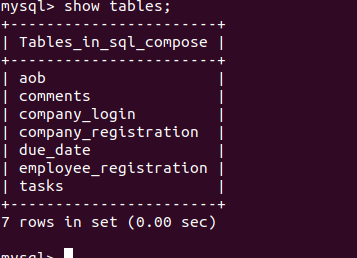 mysql> show tables;
+-----------------------+
| Tables_in_sql_compose |
+-----------------------+
| aob                   |
| comments              |
| company_login         |
| company_registration  |
| due_date              |
| employee_registration |
| tasks                 |
+-----------------------+
7 rows in set (0.00 sec)
mysql>